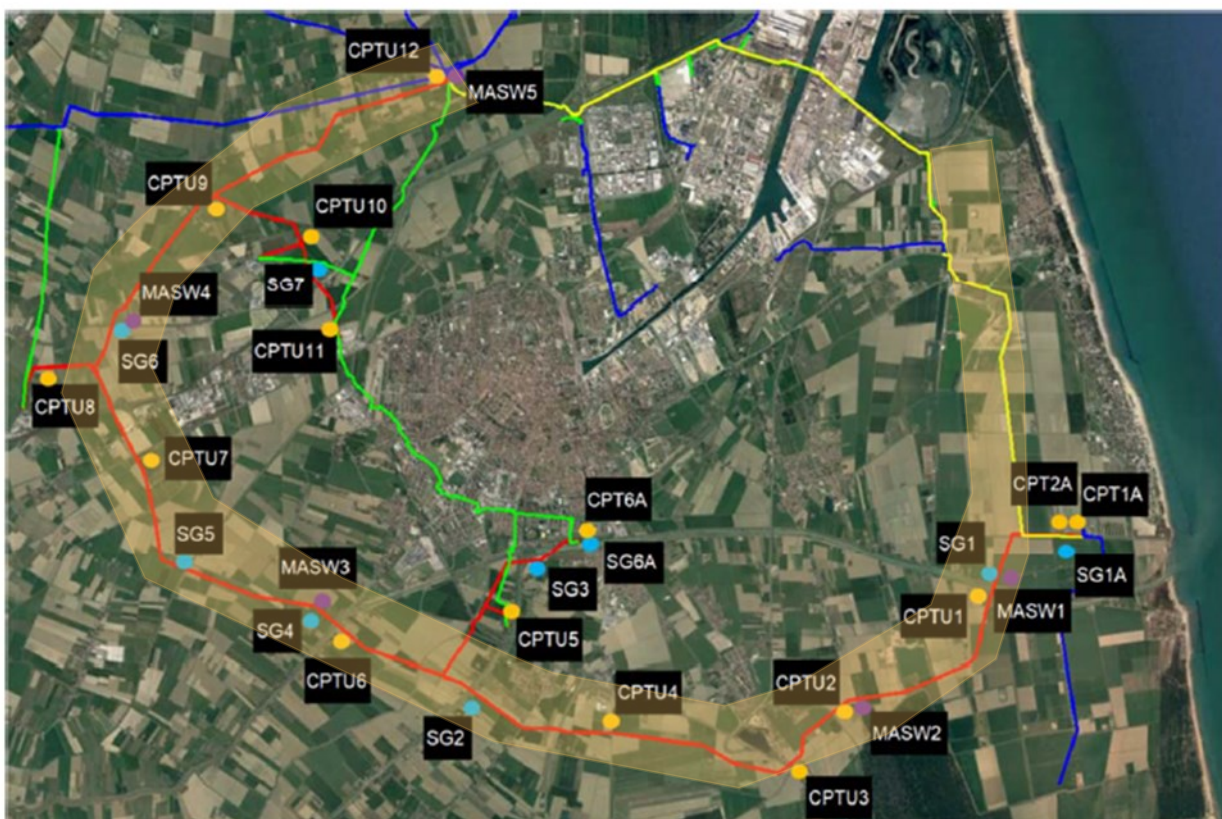 CPTU12
MASW5
CPTU9
CPTU10
SG7
MASW4
SG6
CPTU11
CPTU8
CPTU7
CPT6A
CPT2A
CPT1A
SG5
MASW3
SG3
SG6A
SG1
SG1A
SG4
CPTU1
MASW1
CPTU5
CPTU6
CPTU4
CPTU2
SG2
MASW2
CPTU3